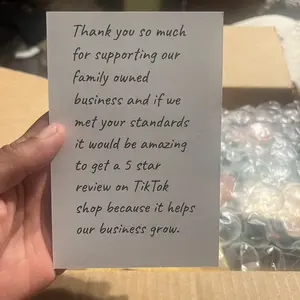 Thank you so much
for supporting our
family owned
business and if we
met your standards
it would be amazing
to get a 5 star
review on TikTok
shop because it helps
our business grow.